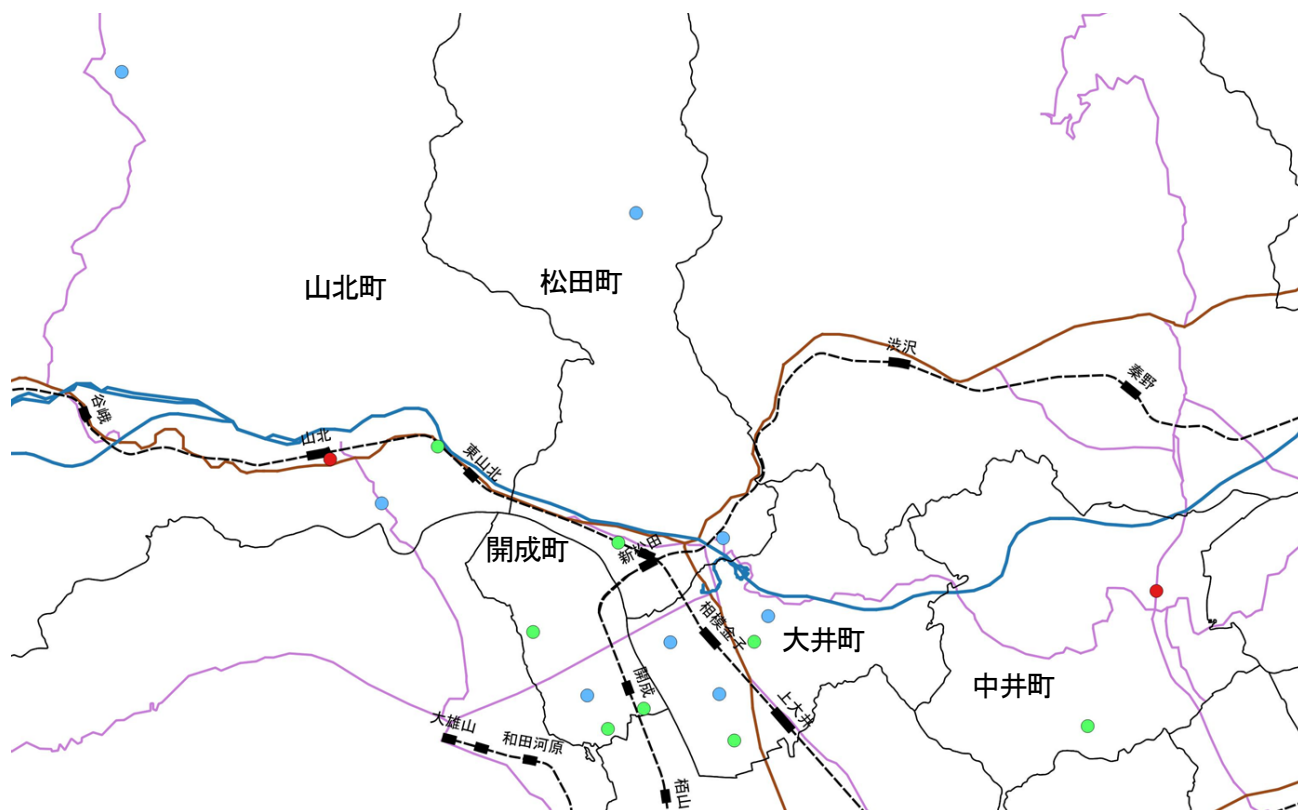 山北町
松田町
渋沢
秦野
谷峨
山北
東山北
開成町
新松田
相模金子
大井町
開成
中井町
上大井
大雄山
和田河原
栢山